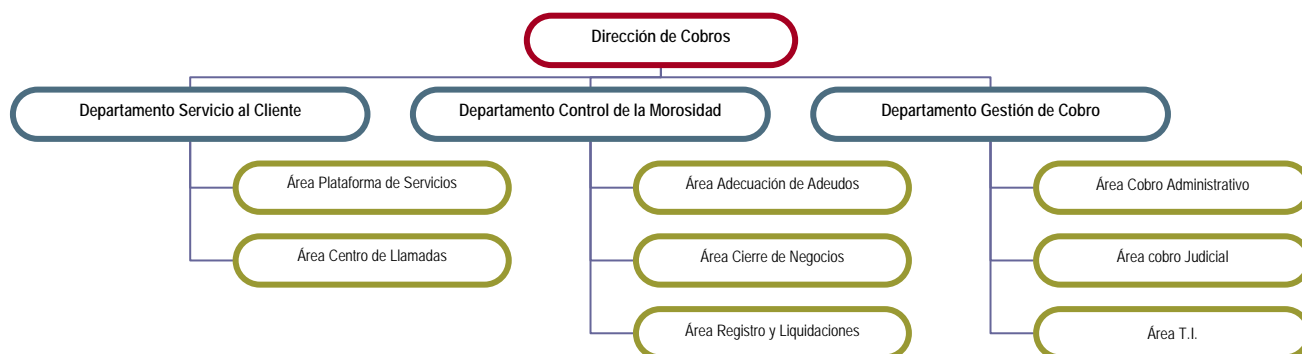 Dirección de Cobros
Departamento Servicio al Cliente
Departamento Control de la Morosidad
Departamento Gestión de Cobro
Área Plataforma de Servicios
Área Adecuación de Adeudos
Área Cobro Administrativo
Área Centro de Llamadas
Área Cierre de Negocios
Área cobro Judicial
Área Registro y Liquidaciones
Área T.I.